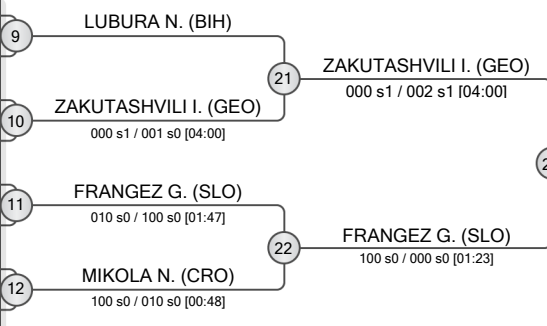 LUBURA N. (BIH)
9
21
ZAKUTASHVILI I. (GEO)
000 s1 / 002 s1 [04:00]
ZAKUTASHVILI I. (GEO)
10
000 s1 / 001 s0 [04:00]
FRANGEZ G. (SLO)
11
010 s0 / 100 s0 [01:47]
22
FRANGEZ G. (SLO)
100 s0 / 000 s0 [01:23]
MIKOLA N. (CRO)
12
100 s0 / 010 s0 [00:48]